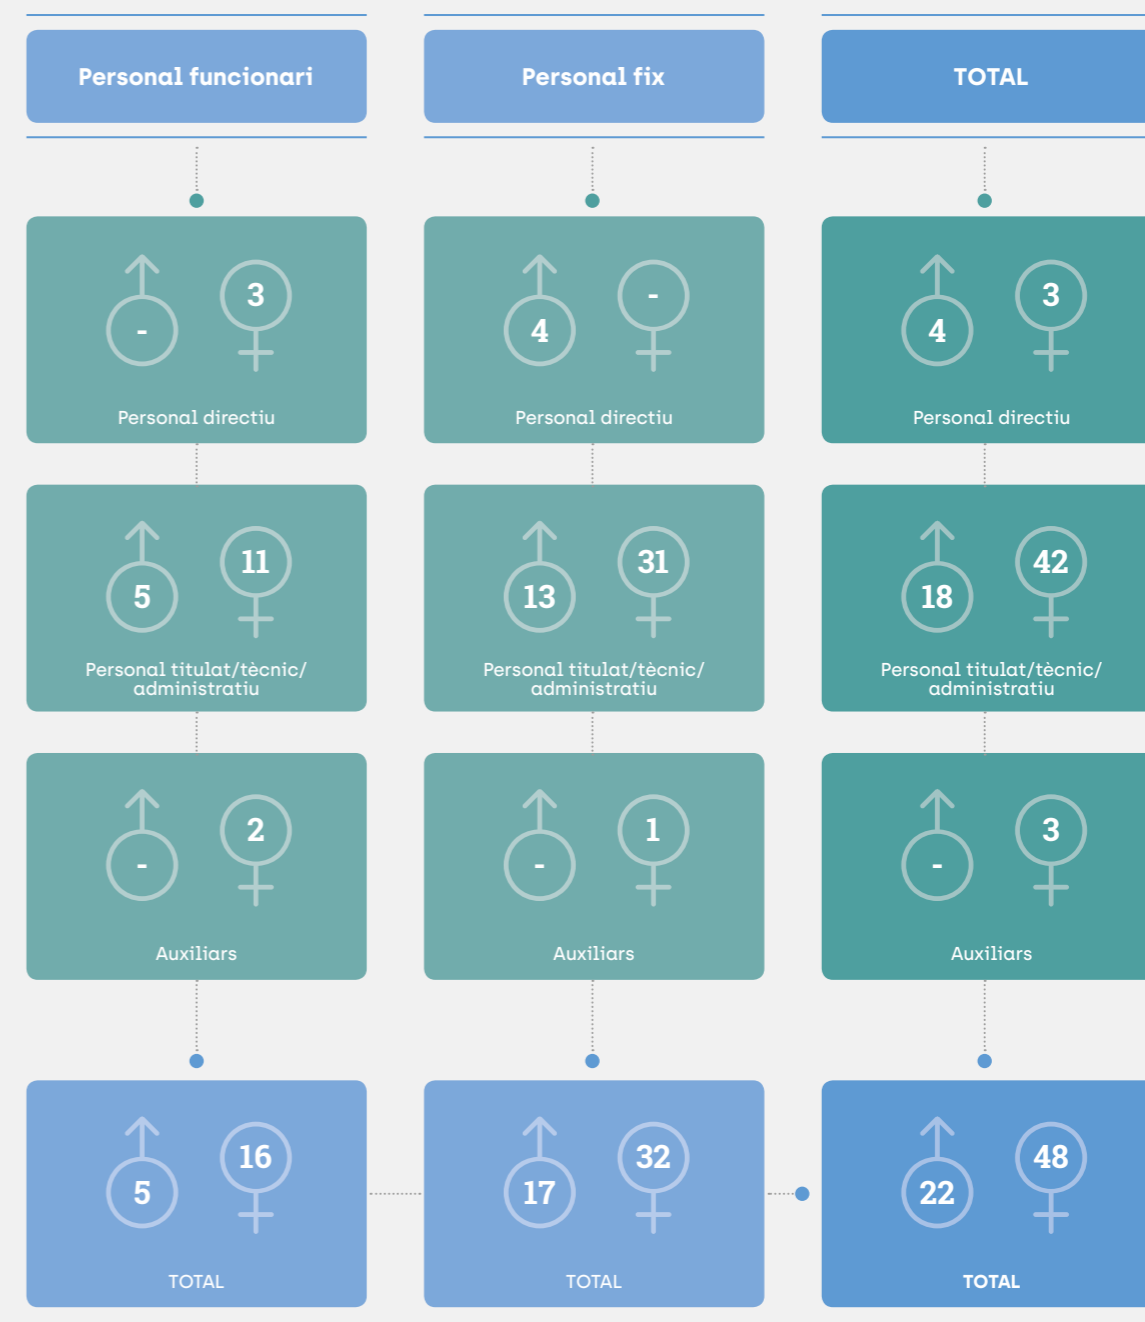 Personal funcionari
Personal fix
TOTAL
- 3
4 -
4 3
Personal directiu
Personal directiu
Personal directiu
5 11
13 31
18 42
Personal titulat/tècnic/
administratiu
Personal titulat/tècnic/
administratiu
Personal titulat/tècnic/
administratiu
- 2
- 1
- 3
Auxiliars
Auxiliars
Auxiliars
5 16
17 32
22 48
TOTAL
TOTAL
TOTAL